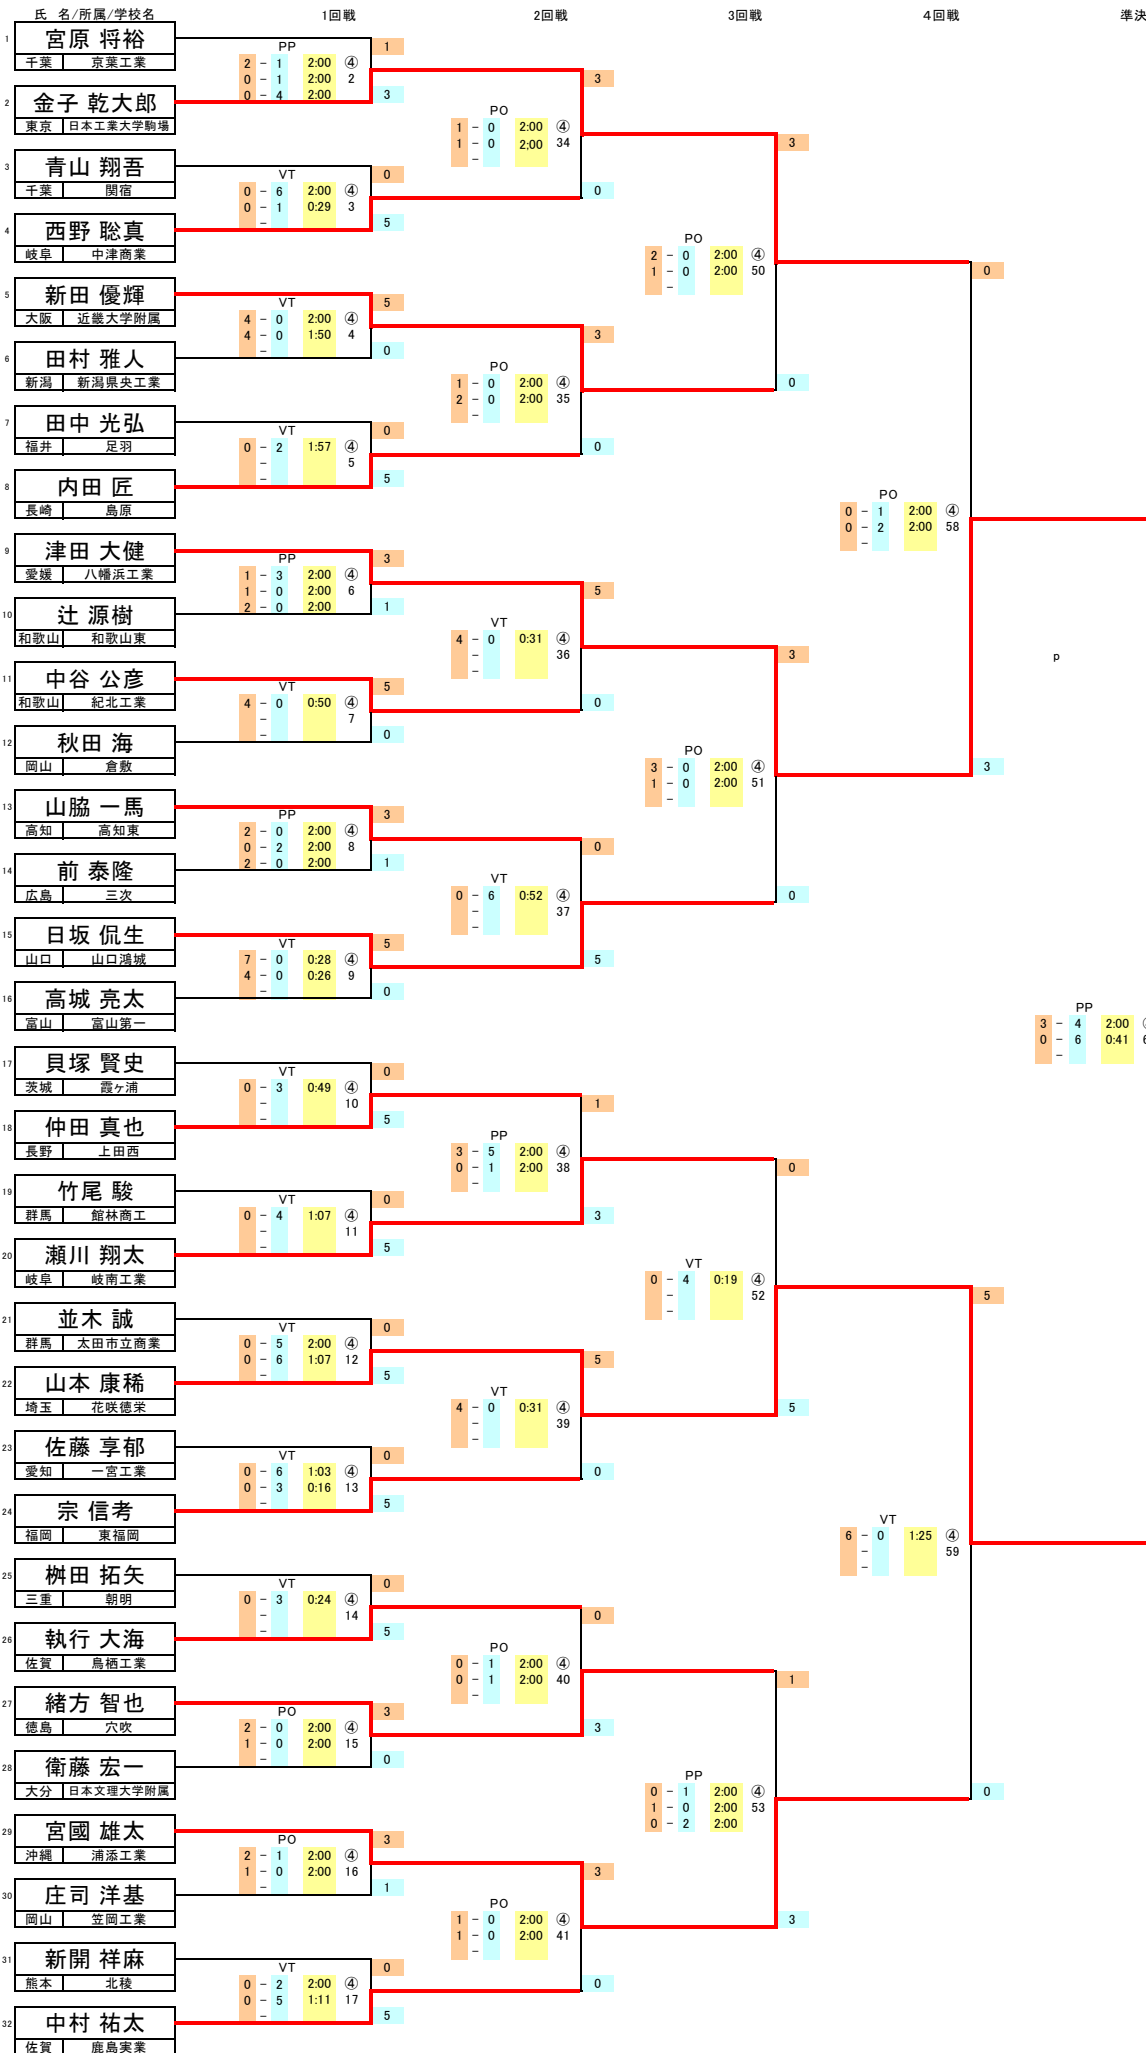 氏 名/所属/学校名 1回戦 2回戦 3回戦 4回戦 準決
1 宮原 将裕
千葉 京葉工業
PP
2 - 1 2:00 ④
0 - 1 2:00 2
0 - 4 2:00
1
3
2 金子 乾大郎
東京 日本工業大学駒場
3
PO
1 - 0 2:00 ④
1 - 0 2:00 34
-
0
3 青山 翔吾
千葉 関宿
VT
0 - 6 2:00 ④
0 - 1 0:29 3
-
0
5
4 西野 聡真
岐阜 中津商業
3
PO
2 - 0 2:00 ④
1 - 0 2:00 50
-
0
5 新田 優輝
大阪 近畿大学附属
VT
4 - 0 2:00 ④
4 - 0 1:50 4
-
5
0
6 田村 雅人
新潟 新潟県央工業
3
PO
1 - 0 2:00 ④
2 - 0 2:00 35
-
0
7 田中 光弘
福井 足羽
VT
0 - 2 1:57 ④
- 5
-
0
5
8 内田 匠
長崎 島原
0
PO
0 - 1 2:00 ④
0 - 2 2:00 58
-
3
9 津田 大健
愛媛 八幡浜工業
PP
1 - 3 2:00 ④
1 - 0 2:00 6
2 - 0 2:00
3
1
10 辻 源樹
和歌山 和歌山東
5
VT
4 - 0 0:31 ④
- 36
-
0
p
11 中谷 公彦
和歌山 紀北工業
VT
4 - 0 0:50 ④
- 7
-
5
0
12 秋田 海
岡山 倉敷
3
PO
3 - 0 2:00 ④
1 - 0 2:00 51
-
0
13 山脇 一馬
高知 高知東
PP
2 - 0 2:00 ④
0 - 2 2:00 8
2 - 0 2:00
3
1
14 前 泰隆
広島 三次
0
VT
0 - 6 0:52 ④
- 37
-
5
15 日坂 侃生
山口 山口鴻城
VT
7 - 0 0:28 ④
4 - 0 0:26 9
-
5
0
16 高城 亮太
富山 富山第一
PP
3 - 4 2:00
0 - 6 0:41
-
17 貝塚 賢史
茨城 霞ヶ浦
VT
0 - 3 0:49 ④
- 10
-
0
5
18 仲田 真也
長野 上田西
1
PP
3 - 5 2:00 ④
0 - 1 2:00 38
-
3
19 竹尾 駿
群馬 館林商工
VT
0 - 4 1:07 ④
- 11
-
0
5
20 瀬川 翔太
岐阜 岐南工業
0
VT
0 - 4 0:19 ④
- 52
-
5
21 並木 誠
群馬 太田市立商業
VT
0 - 5 2:00 ④
0 - 6 1:07 12
-
0
5
22 山本 康稀
埼玉 花咲徳栄
5
VT
4 - 0 0:31 ④
- 39
-
0
23 佐藤 享郁
愛知 一宮工業
VT
0 - 6 1:03 ④
0 - 3 0:16 13
-
0
5
24 宗 信考
福岡 東福岡
5
VT
6 - 0 1:25 ④
- 59
-
0
25 桝田 拓矢
三重 朝明
VT
0 - 3 0:24 ④
- 14
-
0
5
26 執行 大海
佐賀 鳥栖工業
0
PO
0 - 1 2:00 ④
0 - 1 2:00 40
-
3
27 緒方 智也
徳島 穴吹
PO
2 - 0 2:00 ④
1 - 0 2:00 15
-
3
0
28 衛藤 宏一
大分 日本文理大学附属
1
PP
0 - 1 2:00 ④
1 - 0 2:00 53
0 - 2 2:00
3
29 宮國 雄太
沖縄 浦添工業
PO
2 - 1 2:00 ④
1 - 0 2:00 16
-
3
1
30 庄司 洋基
岡山 笠岡工業
3
PO
1 - 0 2:00 ④
1 - 0 2:00 41
-
0
31 新開 祥麻
熊本 北稜
VT
0 - 2 2:00 ④
0 - 5 1:11 17
-
0
5
32 中村 祐太
佐賀 鹿島実業